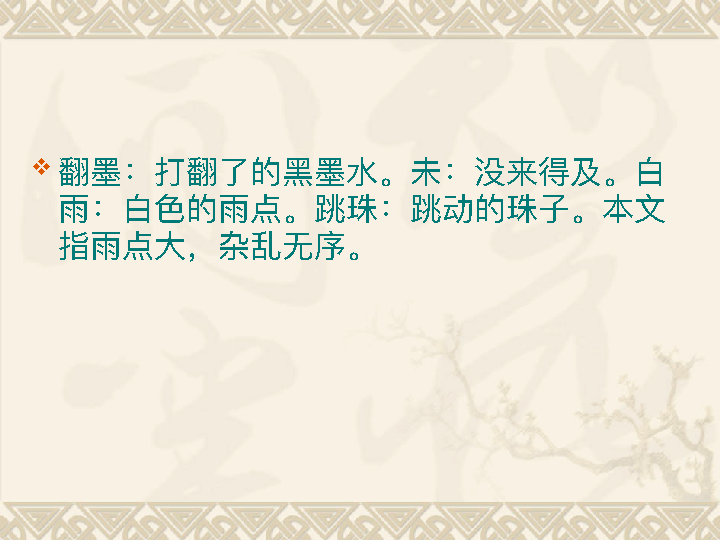 翻墨：打翻了的黑墨水。未：没来得及。白
雨：白色的雨点。跳珠：跳动的珠子。本文
指雨点大，杂乱无序。